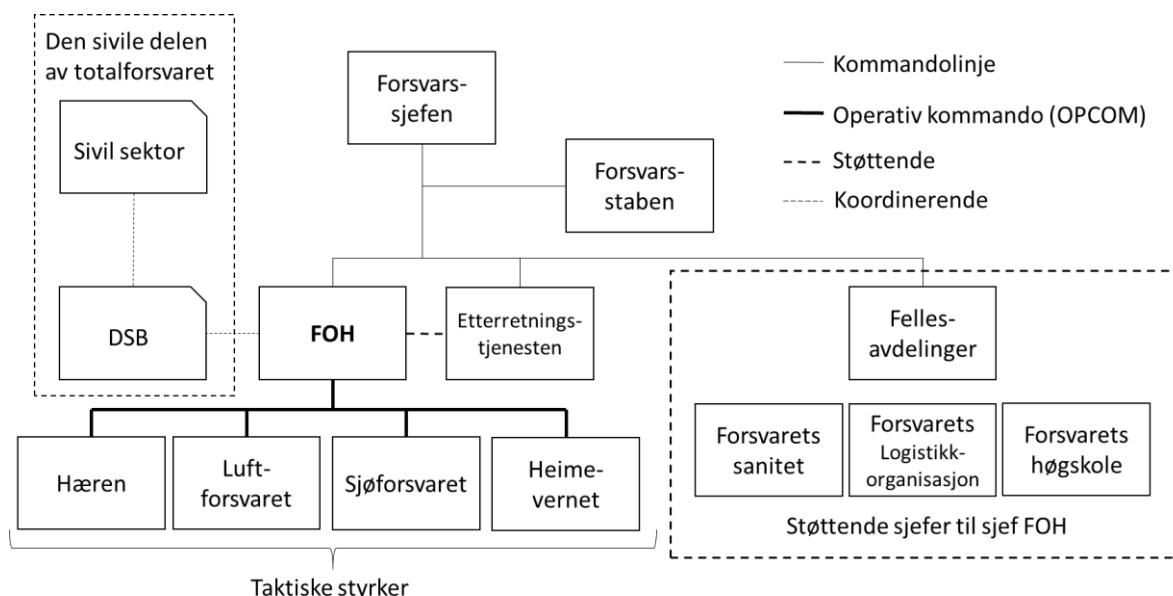 Den sivile delen
av totalforsvaret
Sivil sektor
DSB
Forsvars-
sjefen
Forsvars-
staben
Kommandolinje
Operativ kommando (OPCOM)
Støttende
Koordinerende
FOH
Etterretnings-
tjenesten
Felles-
avdelinger
Hæren
Luft-
forsvaret
Sjøforsvaret
Heime-
vernet
Taktiske styrker
Forsvarets
sanitet
Forsvarets
Logistikk-
organisasjon
Forsvarets
høgskole
Støttende sjefer til sjef FOH